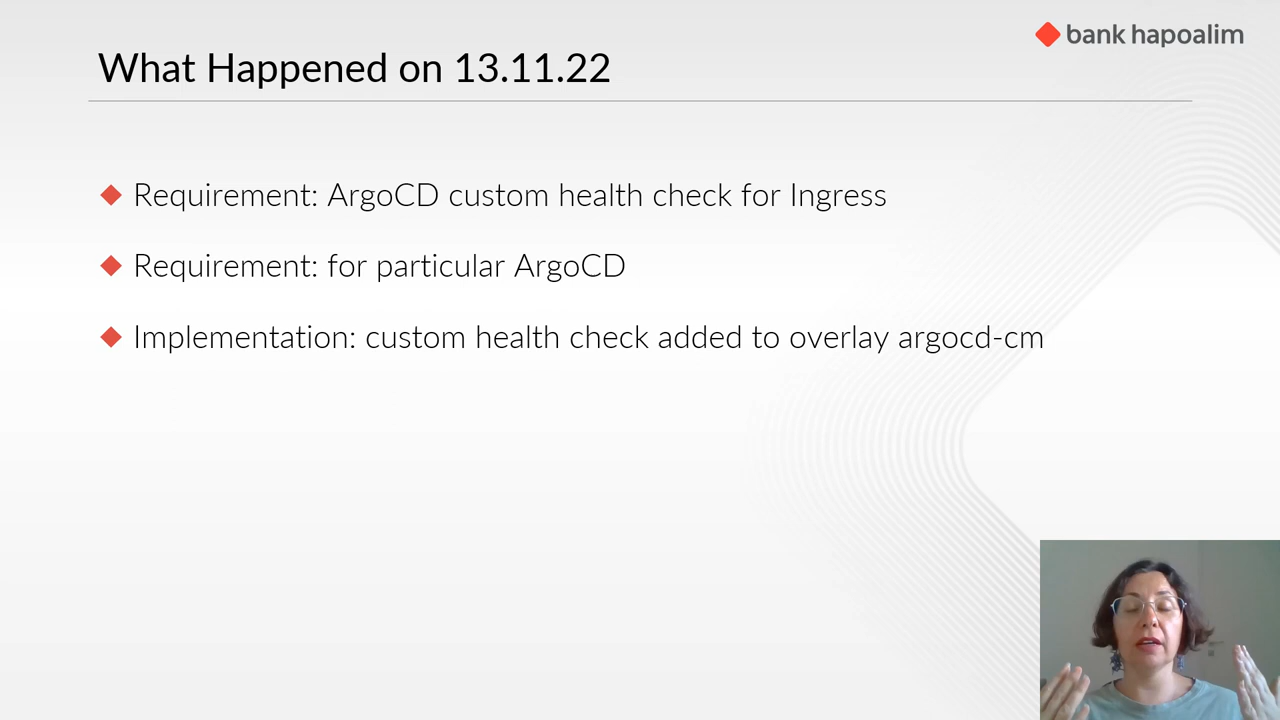 bank hapoalim
What Happened on 13.11.22
Requirement: ArgoCD custom health check for Ingress
Requirement: for particular ArgoCD
Implementation: custom health check added to overlay argocd-cm